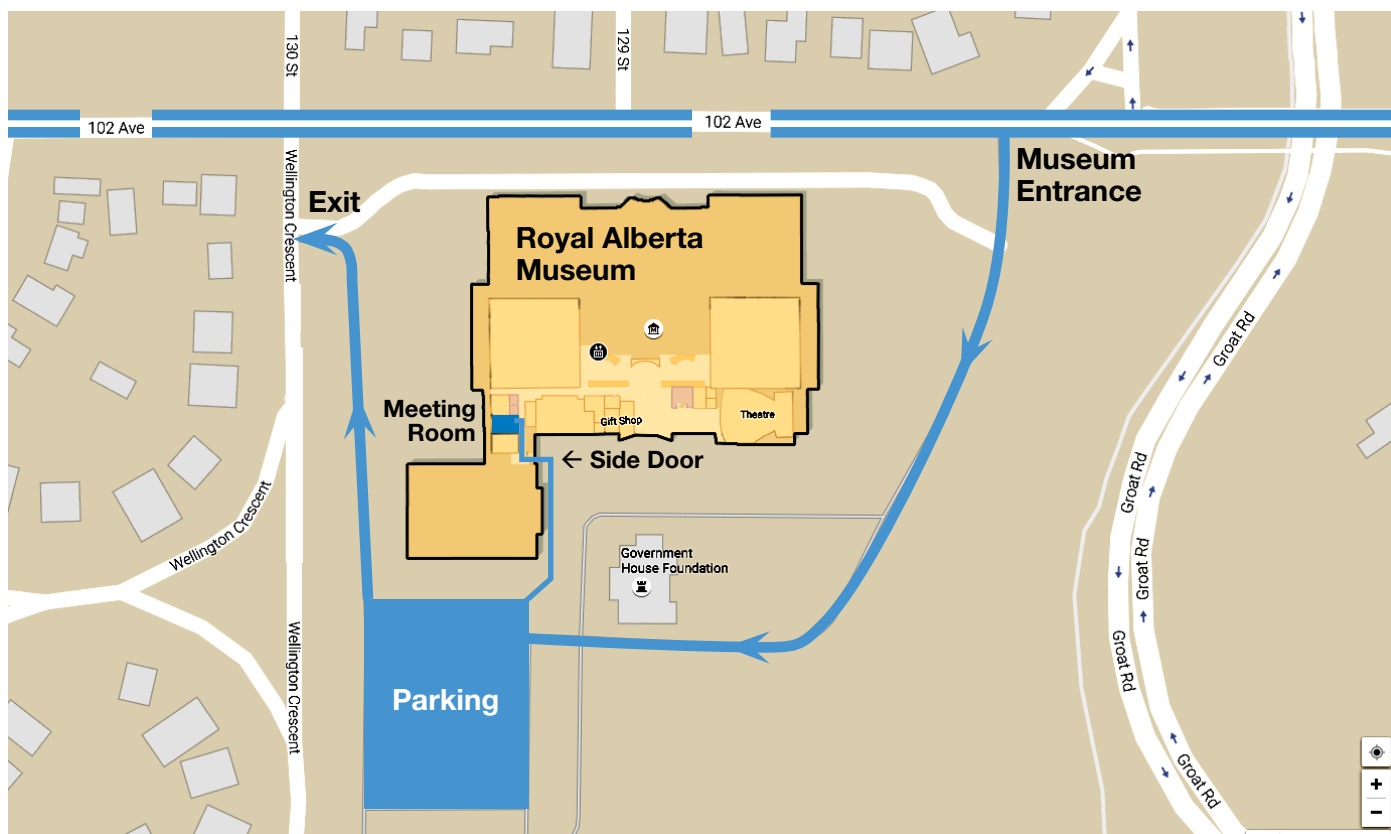 130 St
129 St
102 Ave
102 Ave
Museum
Entrance
Wellington Crescent
Exit
Royal Alberta
Museum
Groat Rd
Meeting
Room
Gift Shop
Theatre
← Side Door
Groat Rd
Wellington Crescent
Government
House Foundation
Groat Rd
Wellington Crescent
Groat Rd
Parking
Groat Rd
+
−